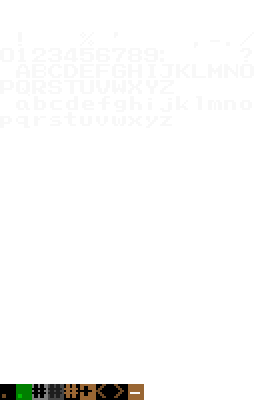 ! % ' , - . /
0123456789: ?
ABCDEFGHIJKLMNO
PQRSTUVWXYZ
abcdefghijklmno
pqrstuvwxyz
. . # # # + < > -